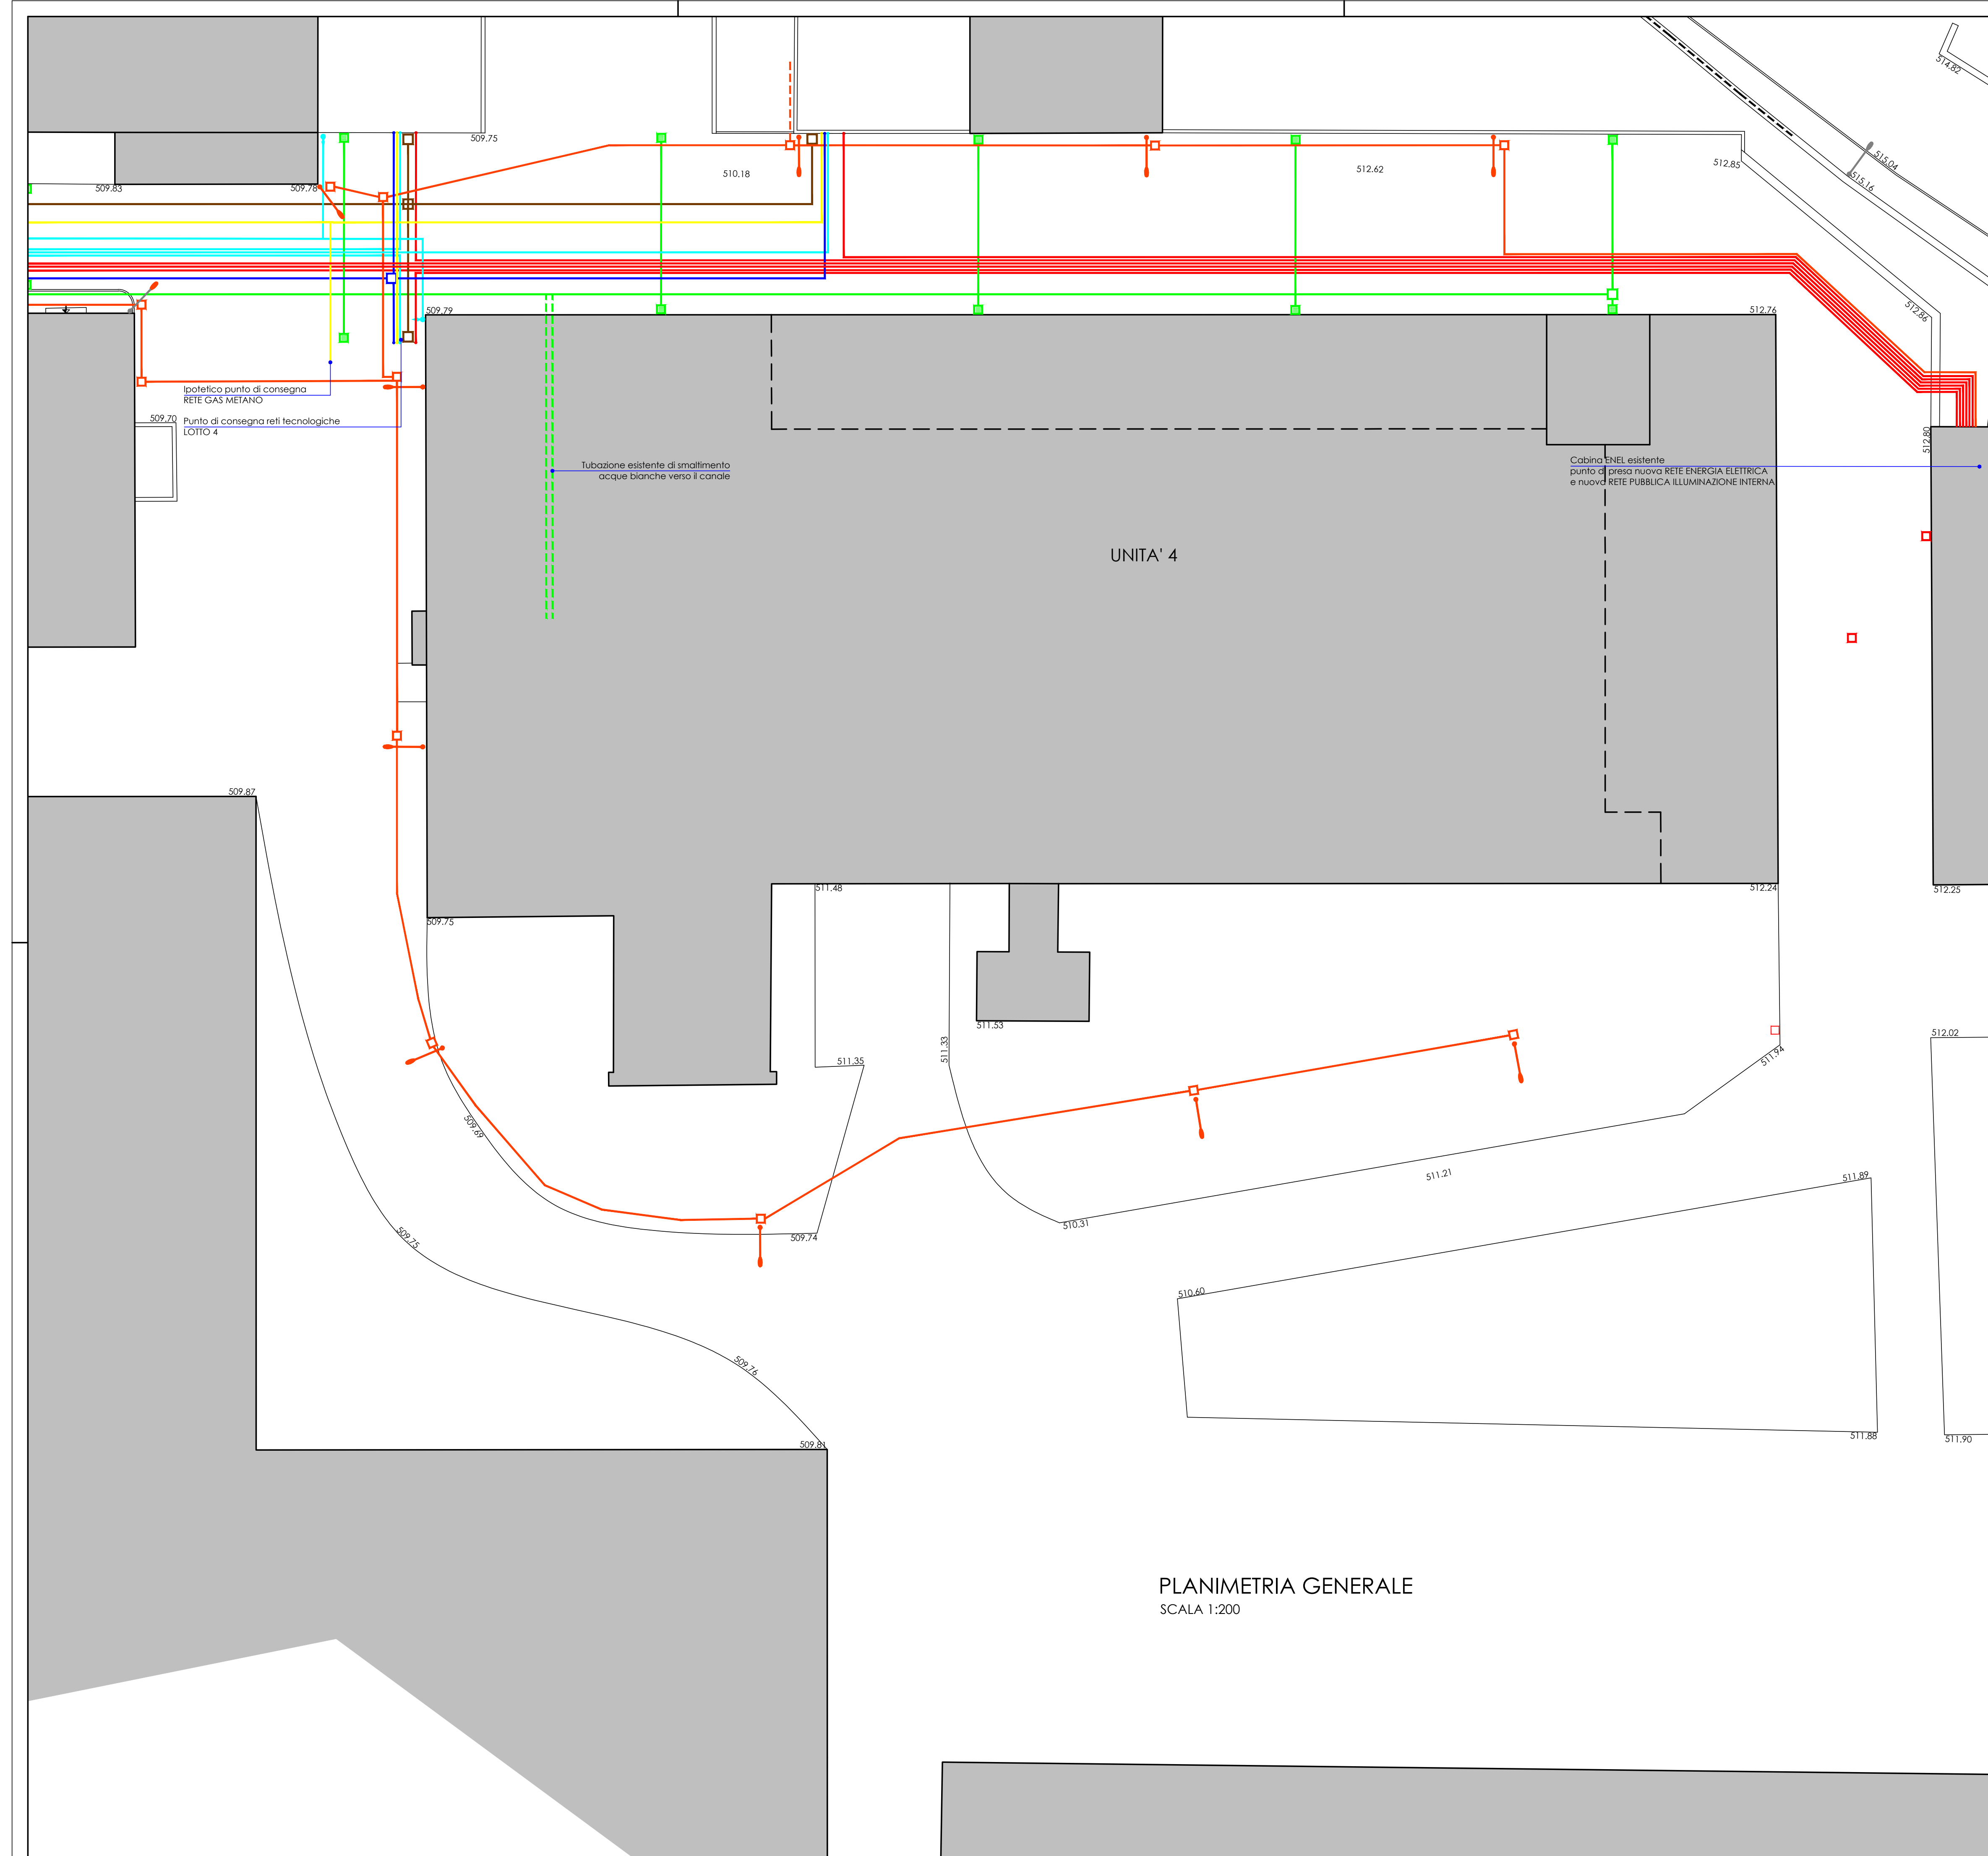 514.82
509.75
515.04
512.85
512.62
510.18
515.16
509.83
509.78
509.79
512.76
512.86
Ipotetico punto di consegna
RETE GAS METANO
509.70
Punto di consegna reti tecnologiche
LOTTO 4
512.80
Tubazione esistente di smaltimento
acque bianche verso il canale
Cabina ENEL esistente
punto di presa nuova RETE ENERGIA ELETTRICA
e nuova RETE PUBBLICA ILLUMINAZIONE INTERNA
UNITA' 4
509.87
511.48
512.24
512.25
509.75
511.53
511.33
512.02
511.94
511.35
509.69
511.21
511.89
510.31
509.74
509.75
510.60
509.76
511.88
511.90
509.81
PLANIMETRIA GENERALE
SCALA 1:200